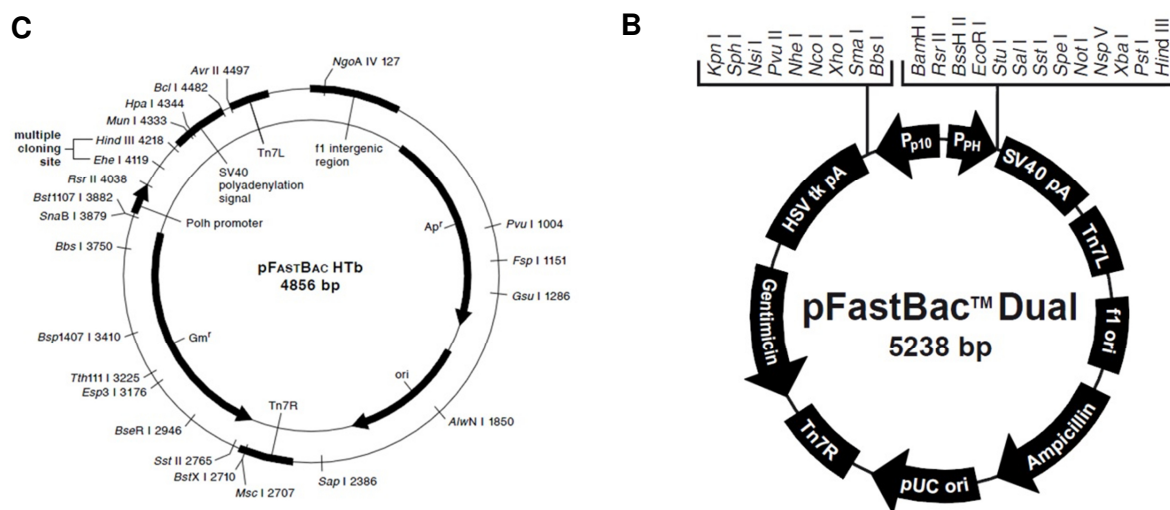 C
NgoA IV 127
Avr II 4497
Bcl I 4482
Hpa I 4344
Mun I 4333
multiple
cloning
site
Hind III 4218
Ehe I 4119
Rsr II 4038
Bst1107 I 3882
SnaB I 3879
Bbs I 3750
Bsp1407 I 3410
Tth111 I 3225
Esp3 I 3176
BseR I 2946
Sst II 2765
BstX I 2710
Msc I 2707
Sap I 2386
AlwN I 1850
Gsu I 1286
Fsp I 1151
Pvu I 1004
Tn7L
f1 intergenic
region
SV40
polyadenylation
signal
Polh promoter
Apr
pFASTBAC HTb
4856 bp
Gmr
ori
Tn7R
B
Kpn I
Sph I
Nsi I
Pvu II
Nhe I
Nco I
Xho I
Sma I
Bbs I
BamH I
Rsr II
BssH II
EcoR I
Stu I
Sal I
Sst I
Spe I
Not I
Nsp V
Xba I
Pst I
Hind III
Pp10
PPH
SV40 pA
Tn7L
f1 ori
Ampicillin
pUC ori
Tn7R
Gentimicin
HSV tk pA
pFastBac™ Dual
5238 bp